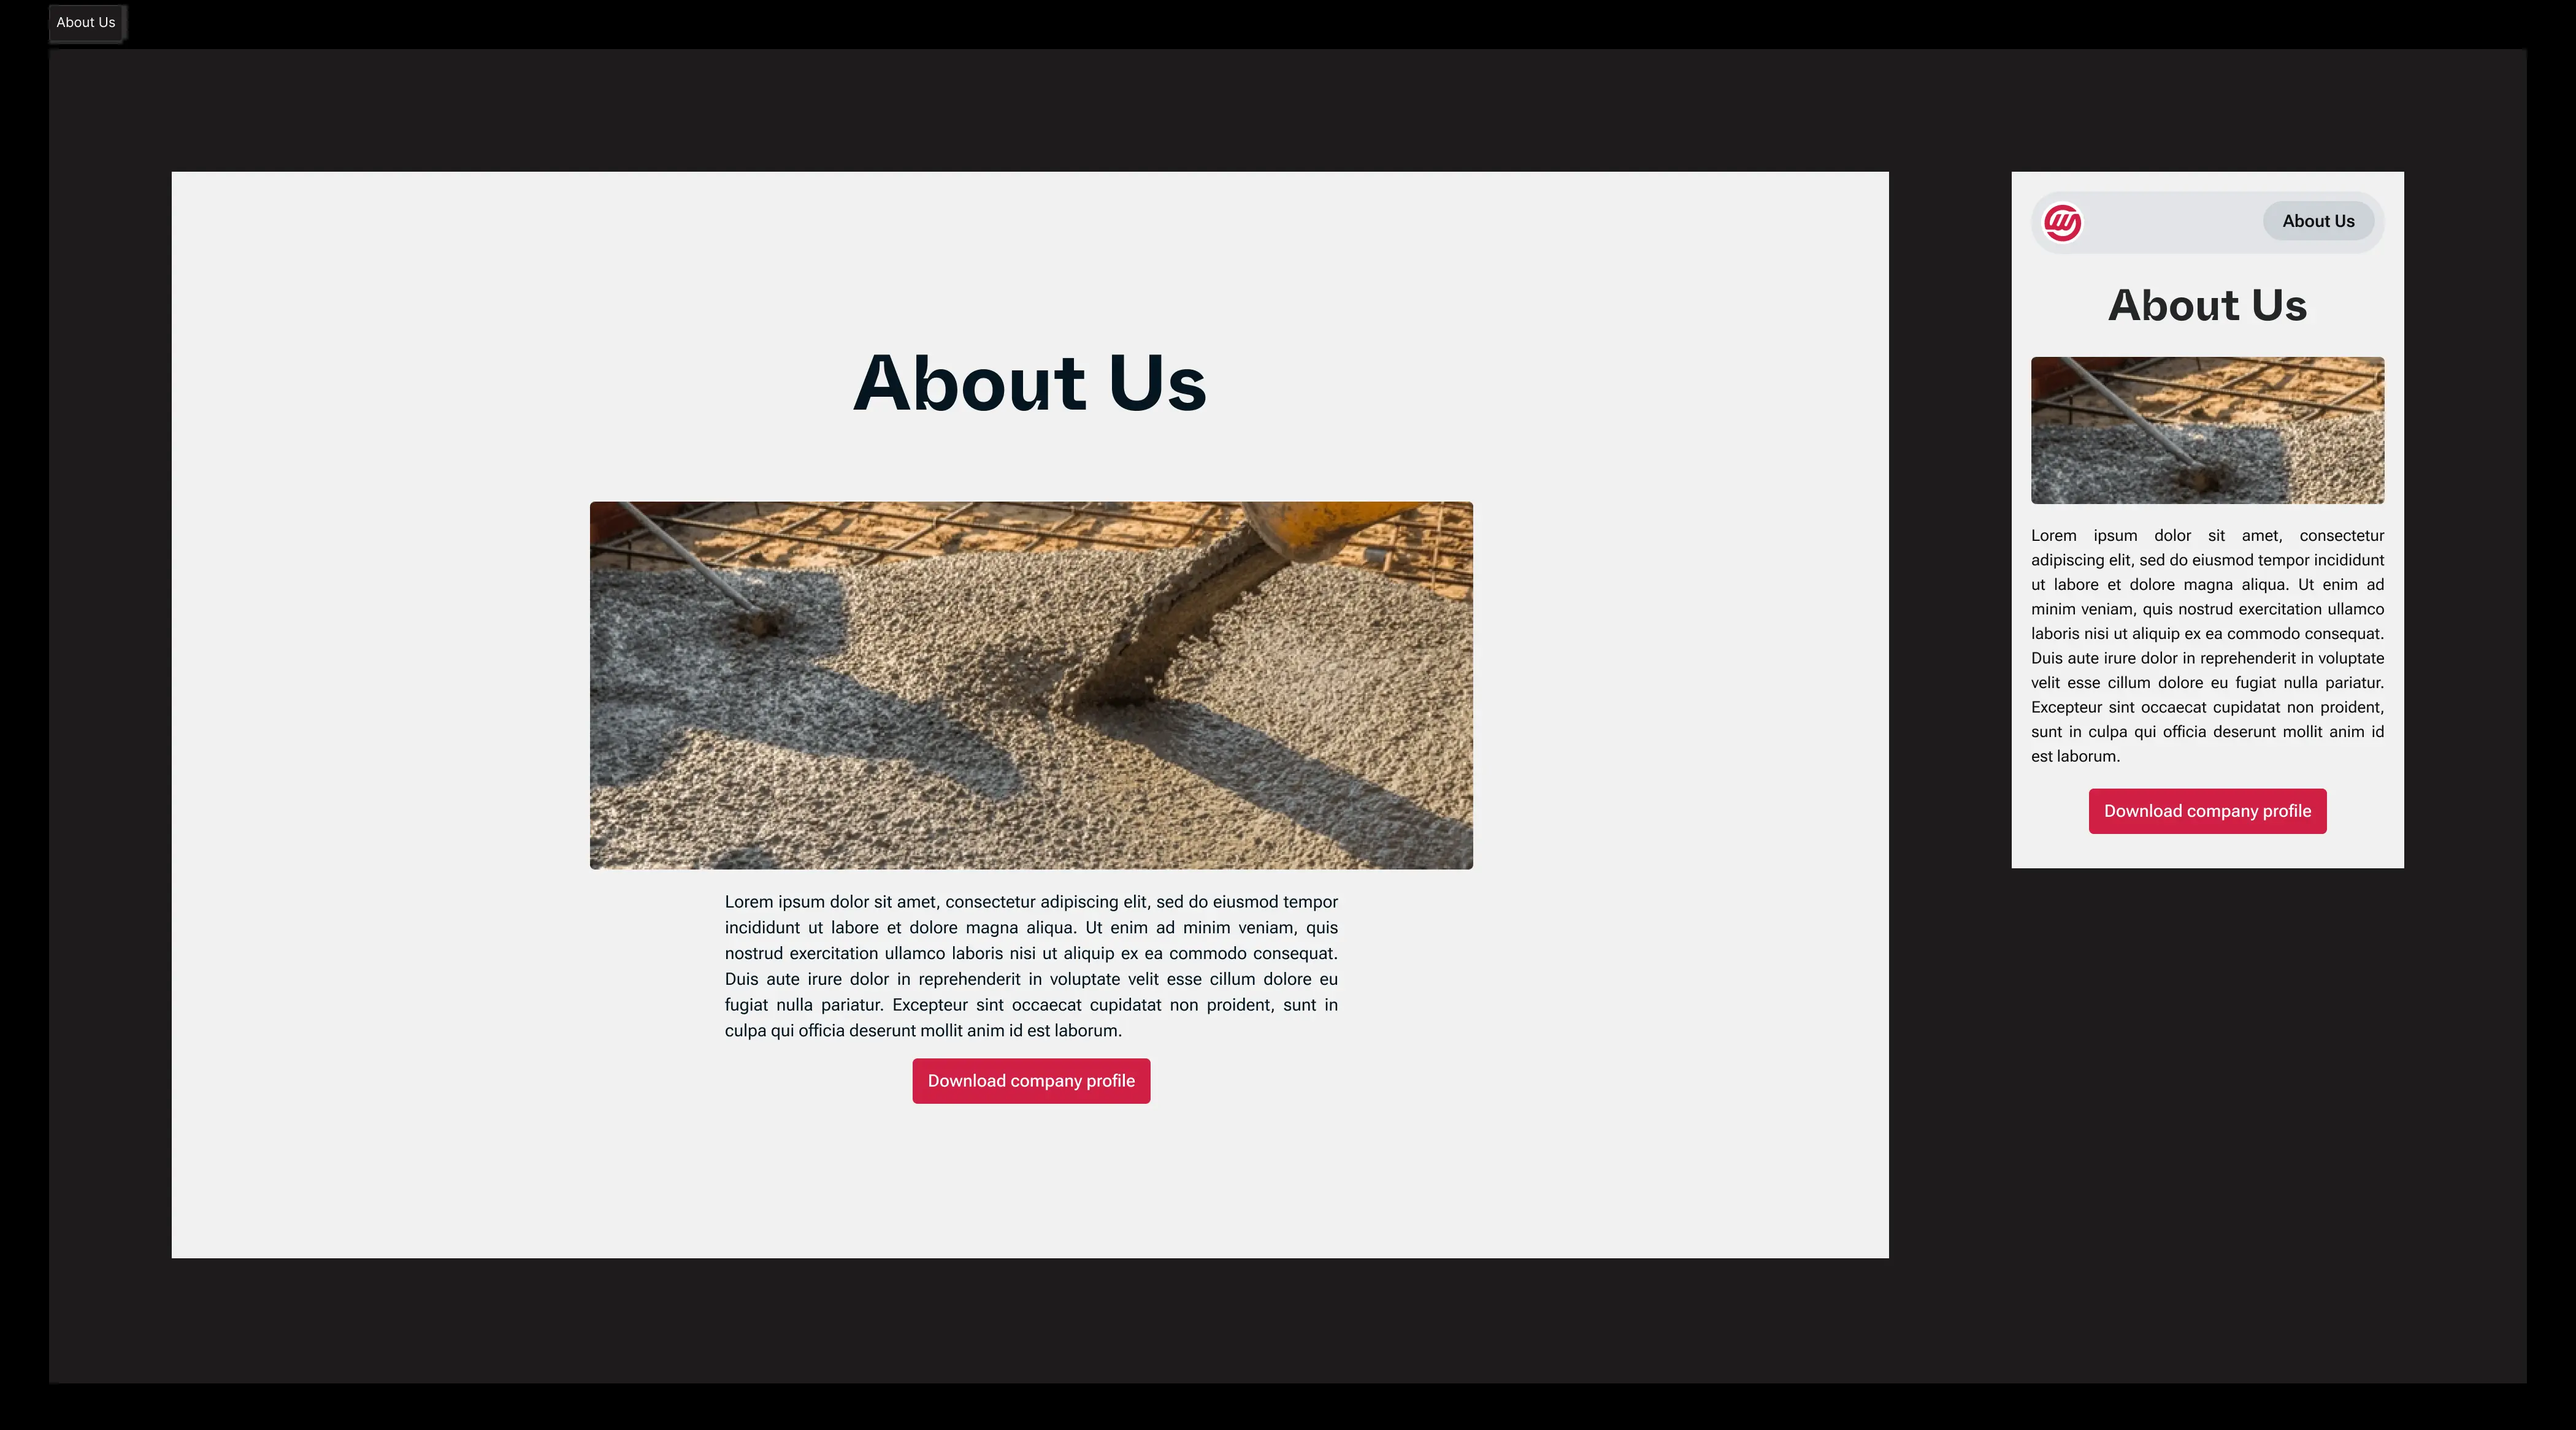 About Us
About Us
Lorem ipsum dolor sit amet, consectetur adipiscing elit, sed do eiusmod tempor
incididunt ut labore et dolore magna aliqua. Ut enim ad minim veniam, quis
nostrud exercitation ullamco laboris nisi ut aliquip ex ea commodo consequat.
Duis aute irure dolor in reprehenderit in voluptate velit esse cillum dolore eu
fugiat nulla pariatur. Excepteur sint occaecat cupidatat non proident, sunt in
culpa qui officia deserunt mollit anim id est laborum.
Download company profile
About Us
About Us
Lorem ipsum dolor sit amet, consectetur
adipiscing elit, sed do eiusmod tempor incididunt
ut labore et dolore magna aliqua. Ut enim ad
minim veniam, quis nostrud exercitation ullamco
laboris nisi ut aliquip ex ea commodo consequat.
Duis aute irure dolor in reprehenderit in voluptate
velit esse cillum dolore eu fugiat nulla pariatur.
Excepteur sint occaecat cupidatat non proident,
sunt in culpa qui officia deserunt mollit anim id
est laborum.
Download company profile